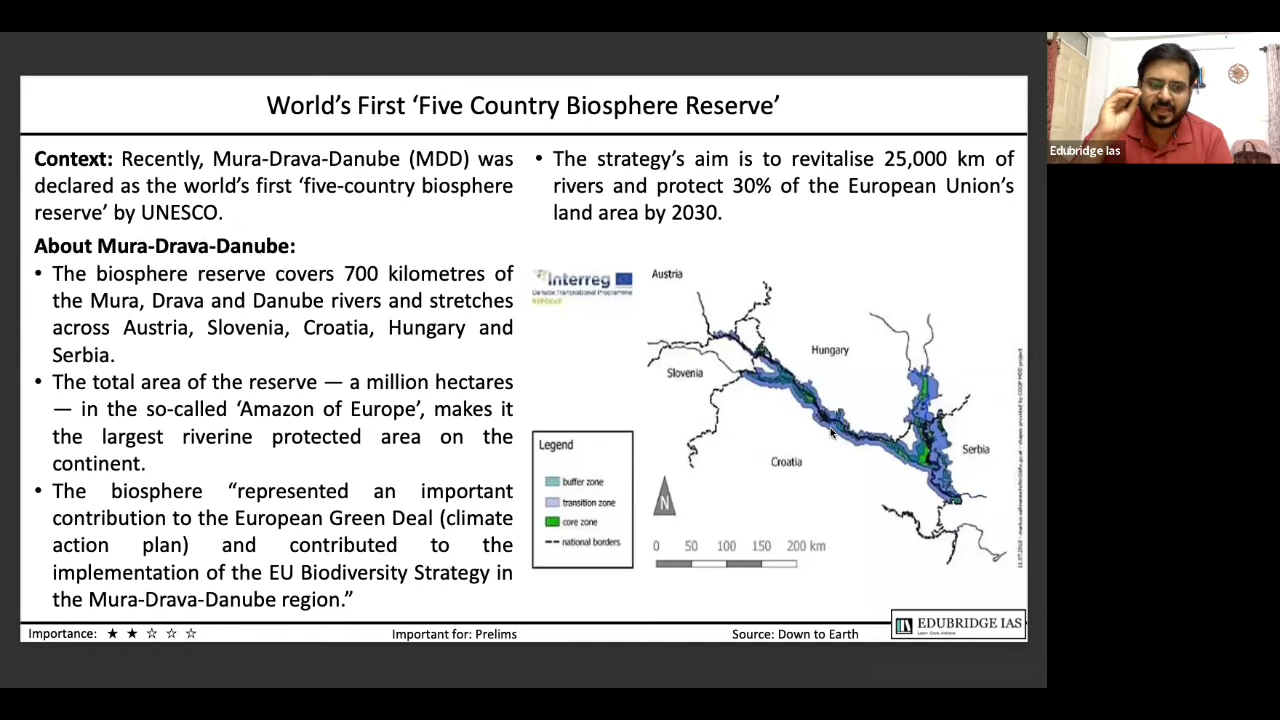 World’s First ‘Five Country Biosphere Reserve’
Context: Recently, Mura-Drava-Danube (MDD) was
declared as the world’s first ‘five-country biosphere
reserve’ by UNESCO.
About Mura-Drava-Danube:
• The biosphere reserve covers 700 kilometres of
the Mura, Drava and Danube rivers and stretches
across Austria, Slovenia, Croatia, Hungary and
Serbia.
• The total area of the reserve — a million hectares
— in the so-called ‘Amazon of Europe’, makes it
the largest riverine protected area on the
continent.
• The biosphere “represented an important
contribution to the European Green Deal (climate
action plan) and contributed to the
implementation of the EU Biodiversity Strategy in
the Mura-Drava-Danube region.”
• The strategy’s aim is to revitalise 25,000 km of
rivers and protect 30% of the European Union’s
land area by 2030.
Interreg
Danube Transnational Programme
Austria
Hungary
Slovenia
Serbia
Croatia
Legend
buffer zone
transition zone
core zone
national borders
N
0 50 100 150 200 km
Importance: ★ ★ ☆ ☆ ☆
Important for: Prelims
Source: Down to Earth
EDUBRIDGE IAS
Learn Grow Achieve
Edubridge Ias